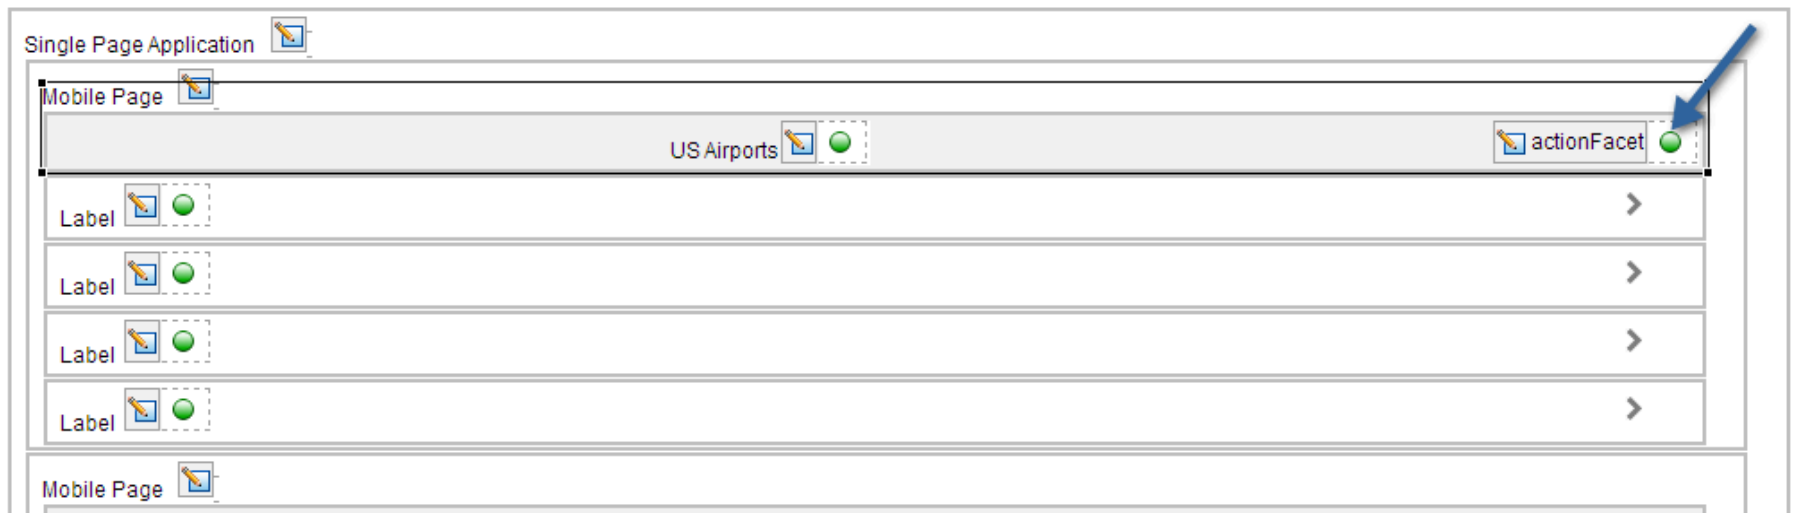 Single Page Application
Mobile Page
US Airports actionFacet
Label
Label
Label
Label
Mobile Page